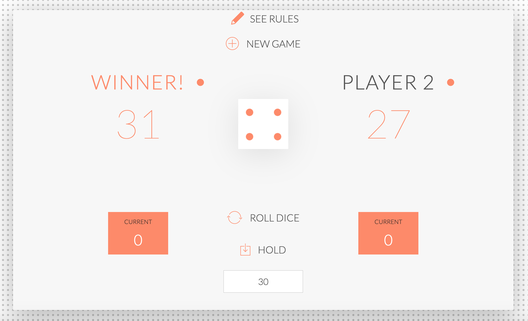 SEE RULES
NEW GAME
WINNER!
PLAYER 2
31
27
CURRENT
0
ROLL DICE
HOLD
30
CURRENT
0